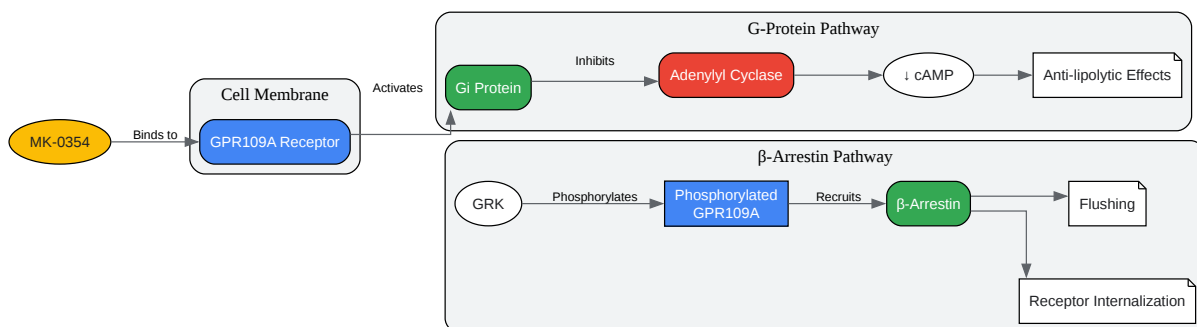 G-Protein Pathway
Inhibits
Gi Protein
Adenylyl Cyclase
↓ cAMP
Anti-lipolytic Effects
Cell Membrane
Activates
MK-0354
Binds to
GPR109A Receptor
β-Arrestin Pathway
GRK
Phosphorylates
Phosphorylated
GPR109A
Recruits
β-Arrestin
Flushing
Receptor Internalization